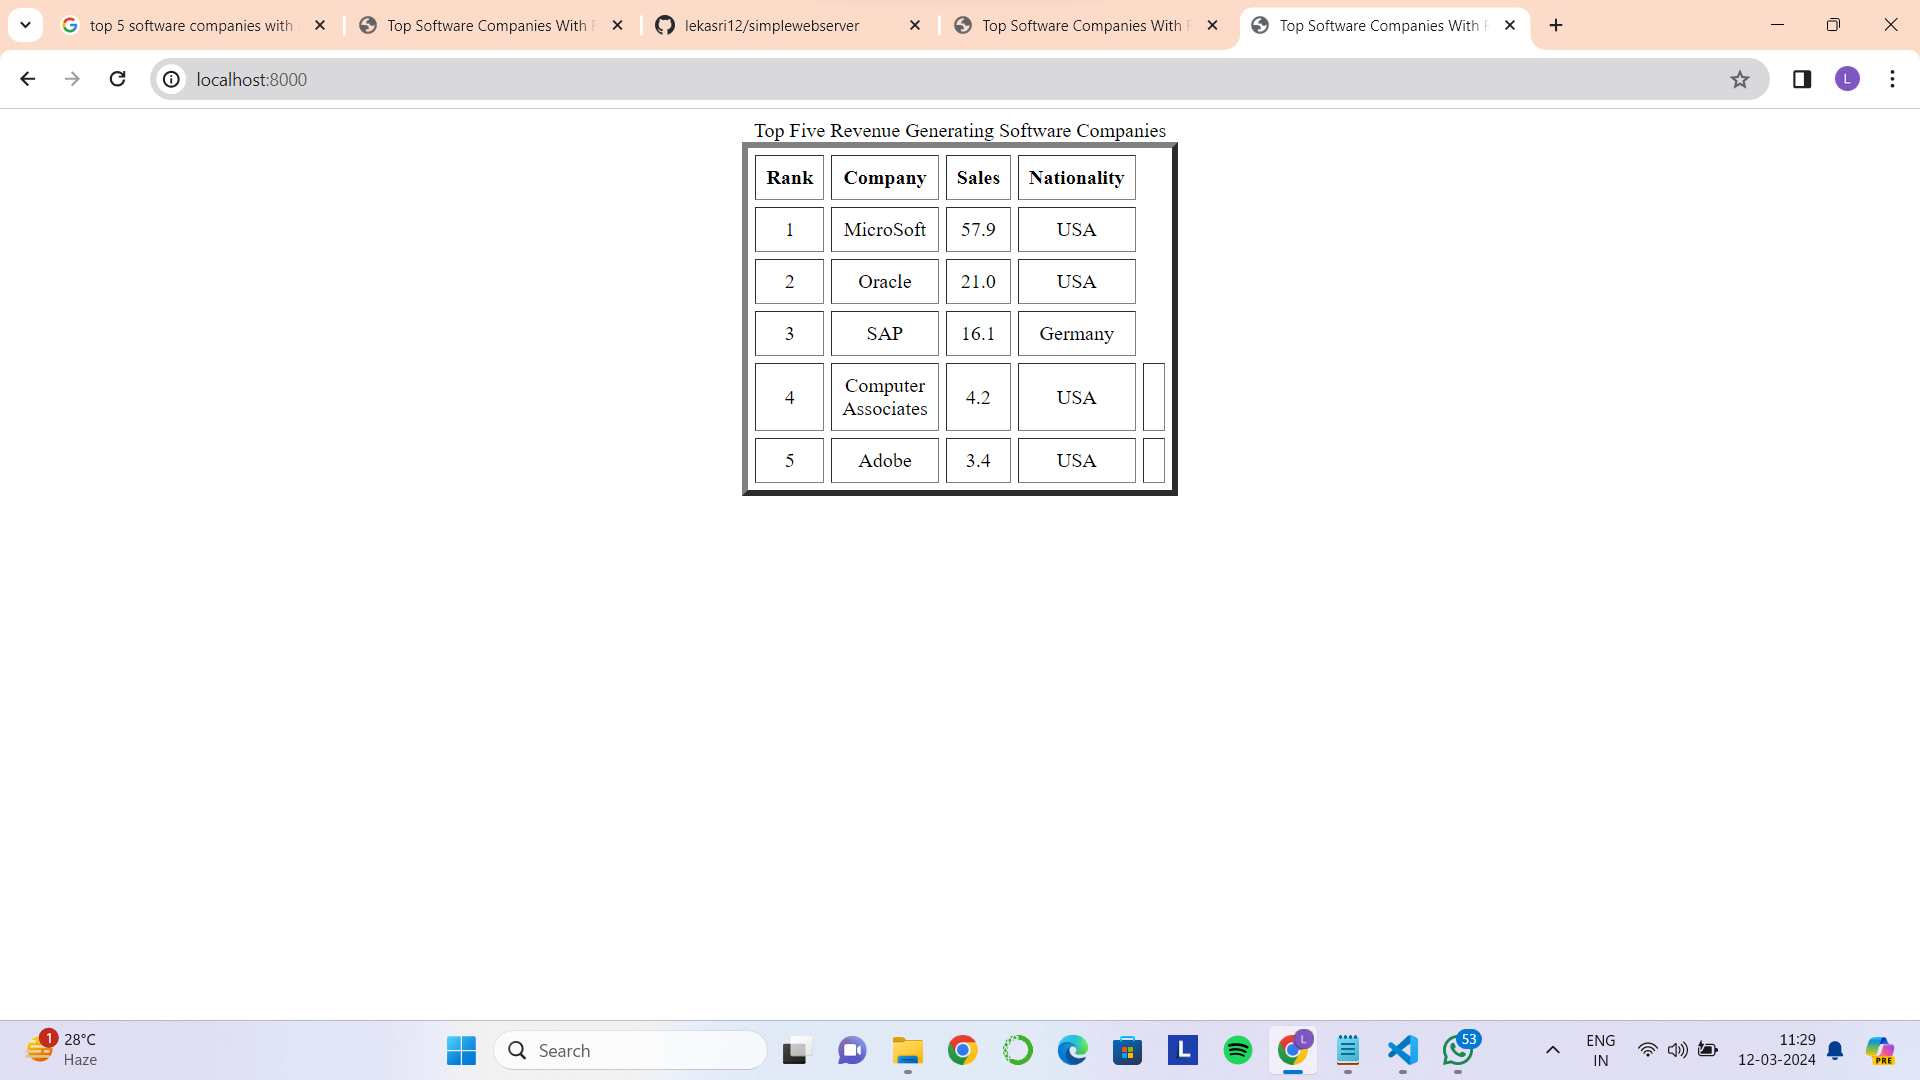 top 5 software companies with
Top Software Companies With
lekasri12/simplewebserver
Top Software Companies With
Top Software Companies With
localhost:8000
L
Top Five Revenue Generating Software Companies
Rank Company Sales Nationality
1 MicroSoft 57.9 USA
2 Oracle 21.0 USA
3 SAP 16.1 Germany
4 Computer Associates 4.2 USA
5 Adobe 3.4 USA
1
28°C
Haze
Search
L
L
53
ENG
IN
11:29
12-03-2024
PRE